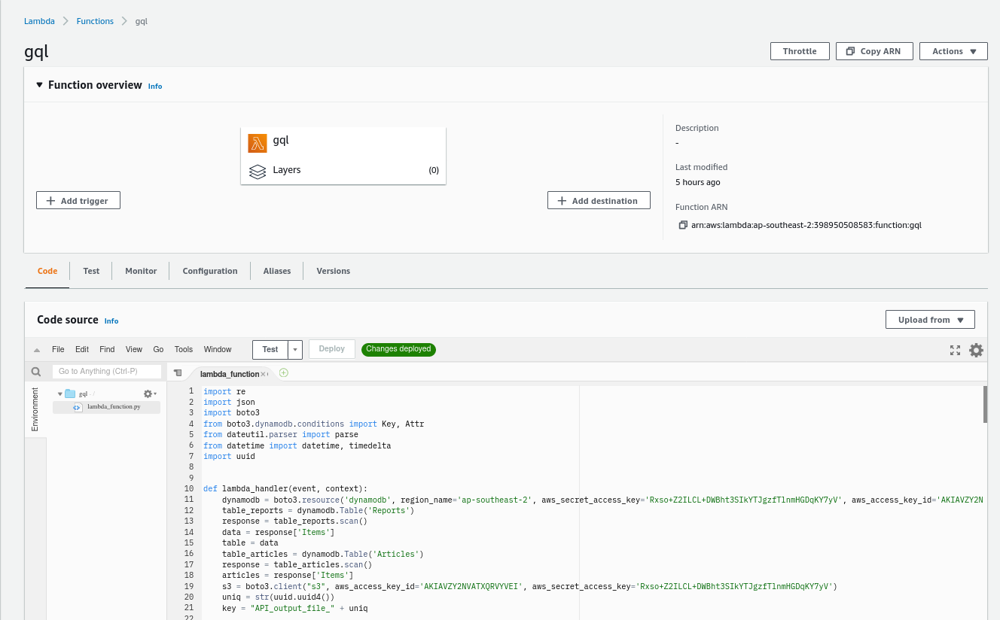 Lambda > Functions > gql
gql
Throttle
Copy ARN
Actions
Function overview Info
gql
Layers
(0)
Add trigger
Add destination
Description
-
Last modified
5 hours ago
Function ARN
arn:aws:lambda:ap-southeast-2:398950508583:function:gql
Code
Test
Monitor
Configuration
Aliases
Versions
Code source Info
Upload from
File Edit Find View Go Tools Window
Test
Deploy
Changes deployed
Go to Anything (Ctrl-P)
lambda_function
Environment
gql - /
lambda_function.py
1 import re
2 import json
3 import boto3
4 from boto3.dynamodb.conditions import Key, Attr
5 from dateutil.parser import parse
6 from datetime import datetime, timedelta
7 import uuid
8
9
10 def lambda_handler(event, context):
11 dynamodb = boto3.resource('dynamodb', region_name='ap-southeast-2', aws_secret_access_key='Rxso+Z2ILCL+DWBht3SIkYTJgzfTlnmHGDqKY7yV', aws_access_key_id='AKIAVZY2N
12 table_reports = dynamodb.Table('Reports')
13 response = table_reports.scan()
14 data = response['Items']
15 table = data
16 table_articles = dynamodb.Table('Articles')
17 response = table_articles.scan()
18 articles = response['Items']
19 s3 = boto3.client("s3", aws_access_key_id='AKIAVZY2NVATXQRVYVEI', aws_secret_access_key='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')
20 uniq = str(uuid.uuid4())
21 key = "API_output_file_" + uniq
22